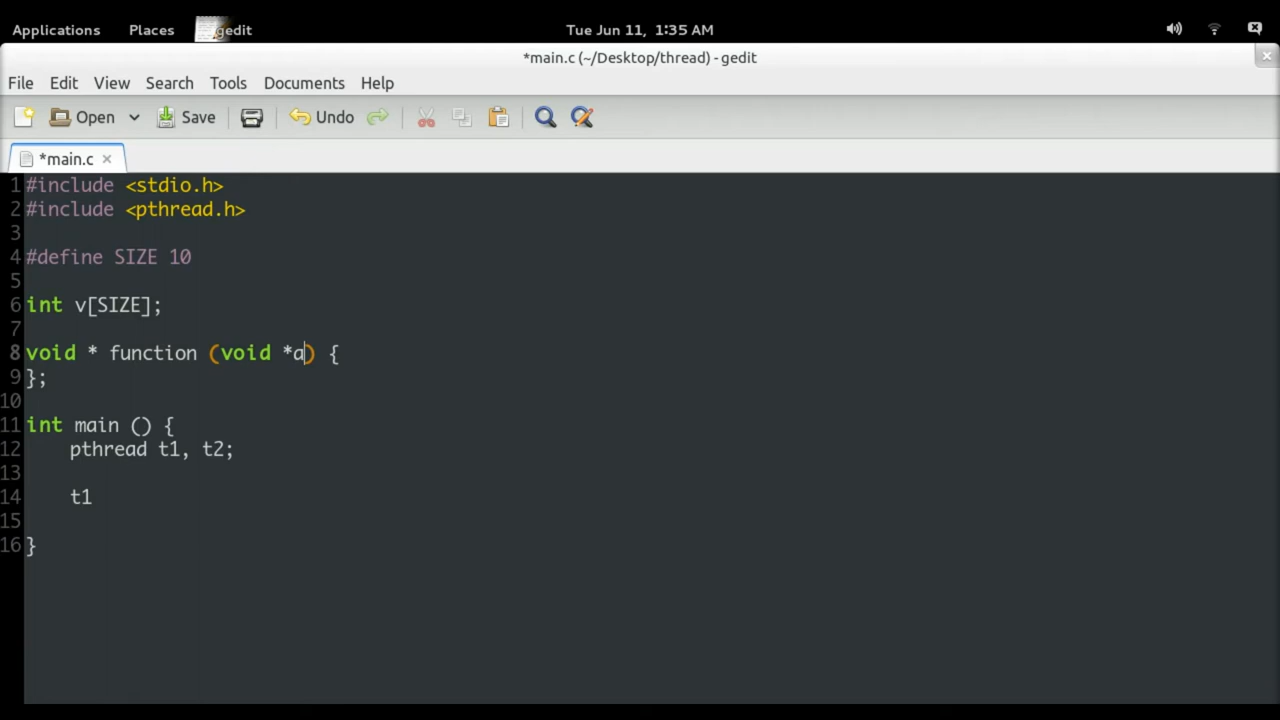 Applications Places gedit Tue Jun 11, 1:35 AM
*main.c (~/Desktop/thread) - gedit
File Edit View Search Tools Documents Help
Open Save Undo
*main.c
1 #include <stdio.h>
2 #include <pthread.h>
3
4 #define SIZE 10
5
6 int v[SIZE];
7
8 void * function (void *a) {
9 };
10
11 int main () {
12     pthread t1, t2;
13
14     t1
15
16 }